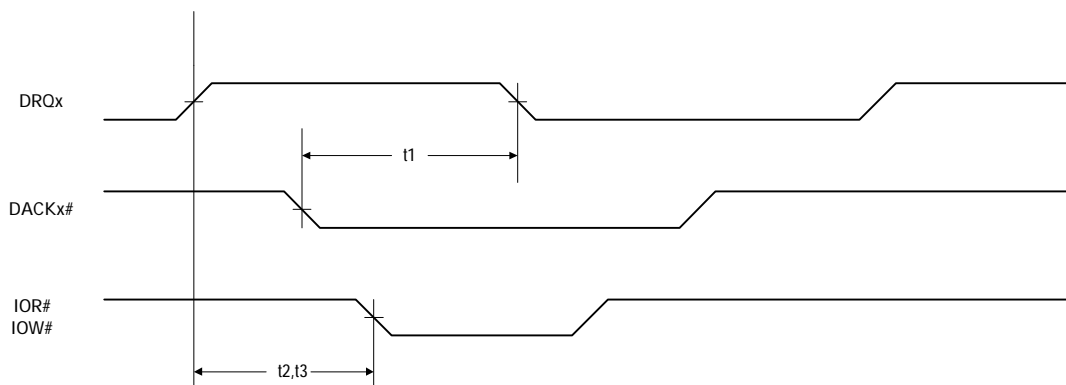 DRQx
t1
DACKx#
IOR#
IOW#
t2,t3